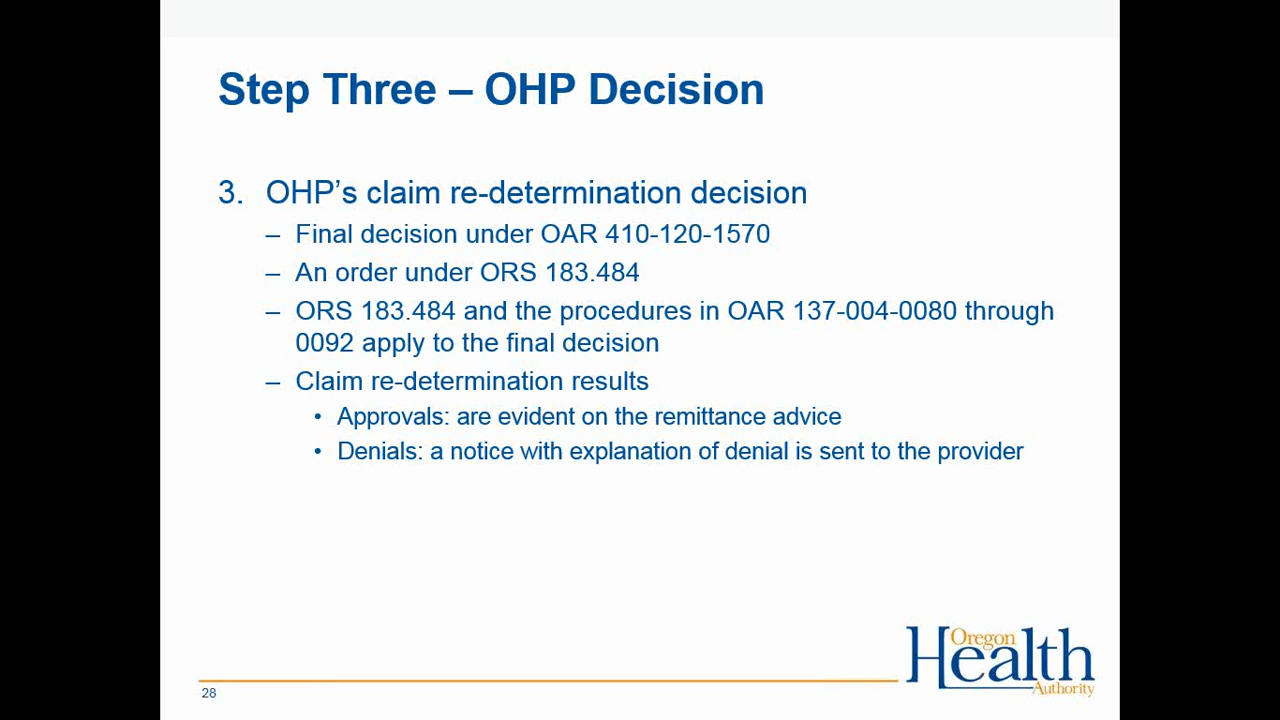 Step Three – OHP Decision
3. OHP’s claim re-determination decision
– Final decision under OAR 410-120-1570
– An order under ORS 183.484
– ORS 183.484 and the procedures in OAR 137-004-0080 through
0092 apply to the final decision
– Claim re-determination results
• Approvals: are evident on the remittance advice
• Denials: a notice with explanation of denial is sent to the provider
Oregon
Health
Authority
28